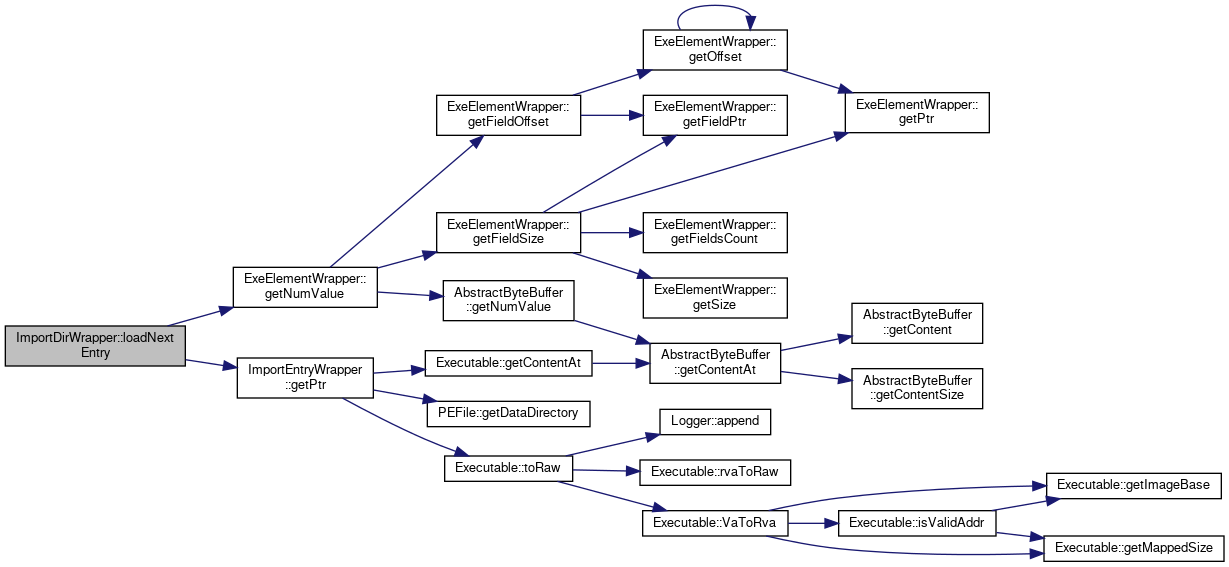 ImportDirWrapper::loadNext
Entry
ExeElementWrapper::
getNumValue
ImportEntryWrapper
::getPtr
ExeElementWrapper::
getFieldOffset
ExeElementWrapper::
getFieldSize
AbstractByteBuffer
::getNumValue
Executable::getContentAt
PEFile::getDataDirectory
Executable::toRaw
ExeElementWrapper::
getOffset
ExeElementWrapper::
getFieldPtr
ExeElementWrapper::
getFieldsCount
ExeElementWrapper::
getSize
AbstractByteBuffer
::getContentAt
Logger::append
Executable::rvaToRaw
Executable::VaToRva
ExeElementWrapper::
getPtr
AbstractByteBuffer
::getContent
AbstractByteBuffer
::getContentSize
Executable::isValidAddr
Executable::getImageBase
Executable::getMappedSize